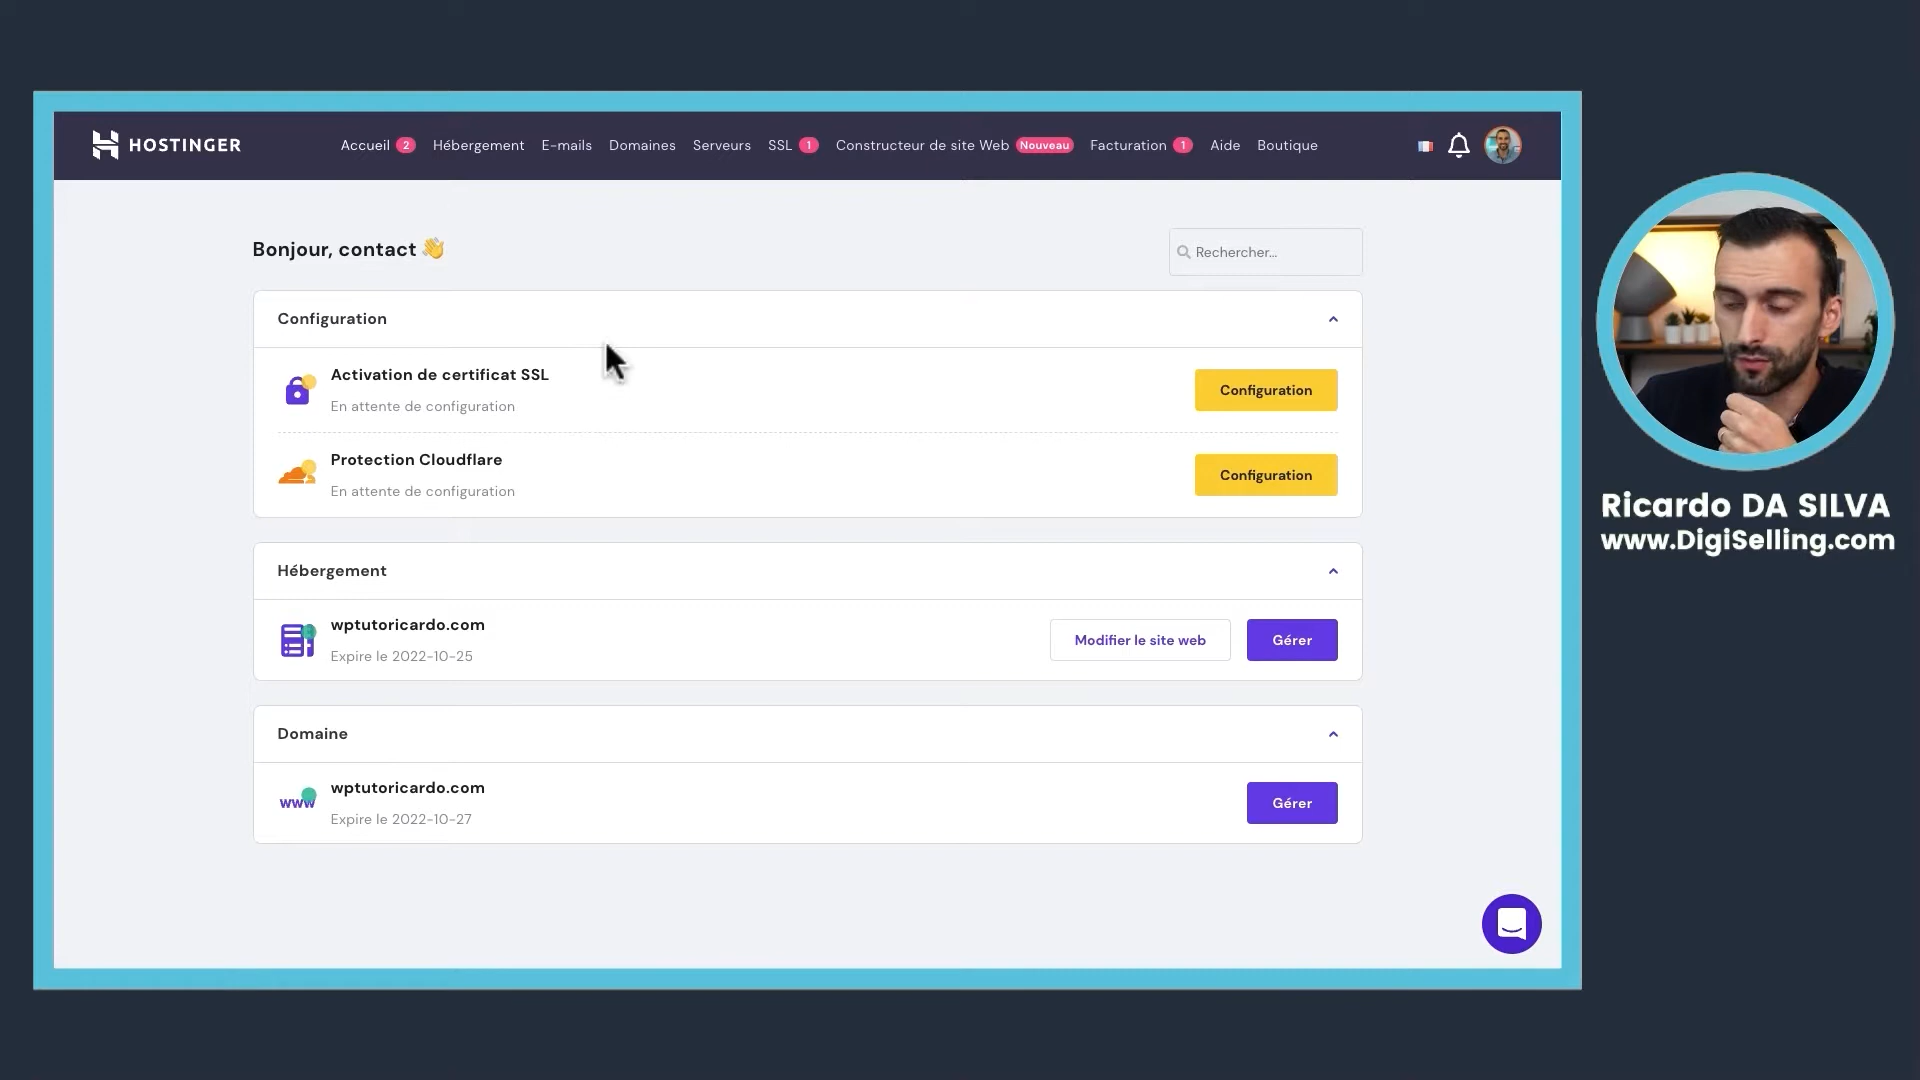 HOSTINGER
Accueil 2 Hébergement E-mails Domaines Serveurs SSL 1 Constructeur de site Web Nouveau Facturation 1 Aide Boutique
Bonjour, contact 👋
Rechercher...
Configuration
Activation de certificat SSL
En attente de configuration
Configuration
Protection Cloudflare
En attente de configuration
Configuration
Hébergement
wptutoricardo.com
Expire le 2022-10-25
Modifier le site web
Gérer
Domaine
www
wptutoricardo.com
Expire le 2022-10-27
Gérer
Ricardo DA SILVA
www.DigiSelling.com